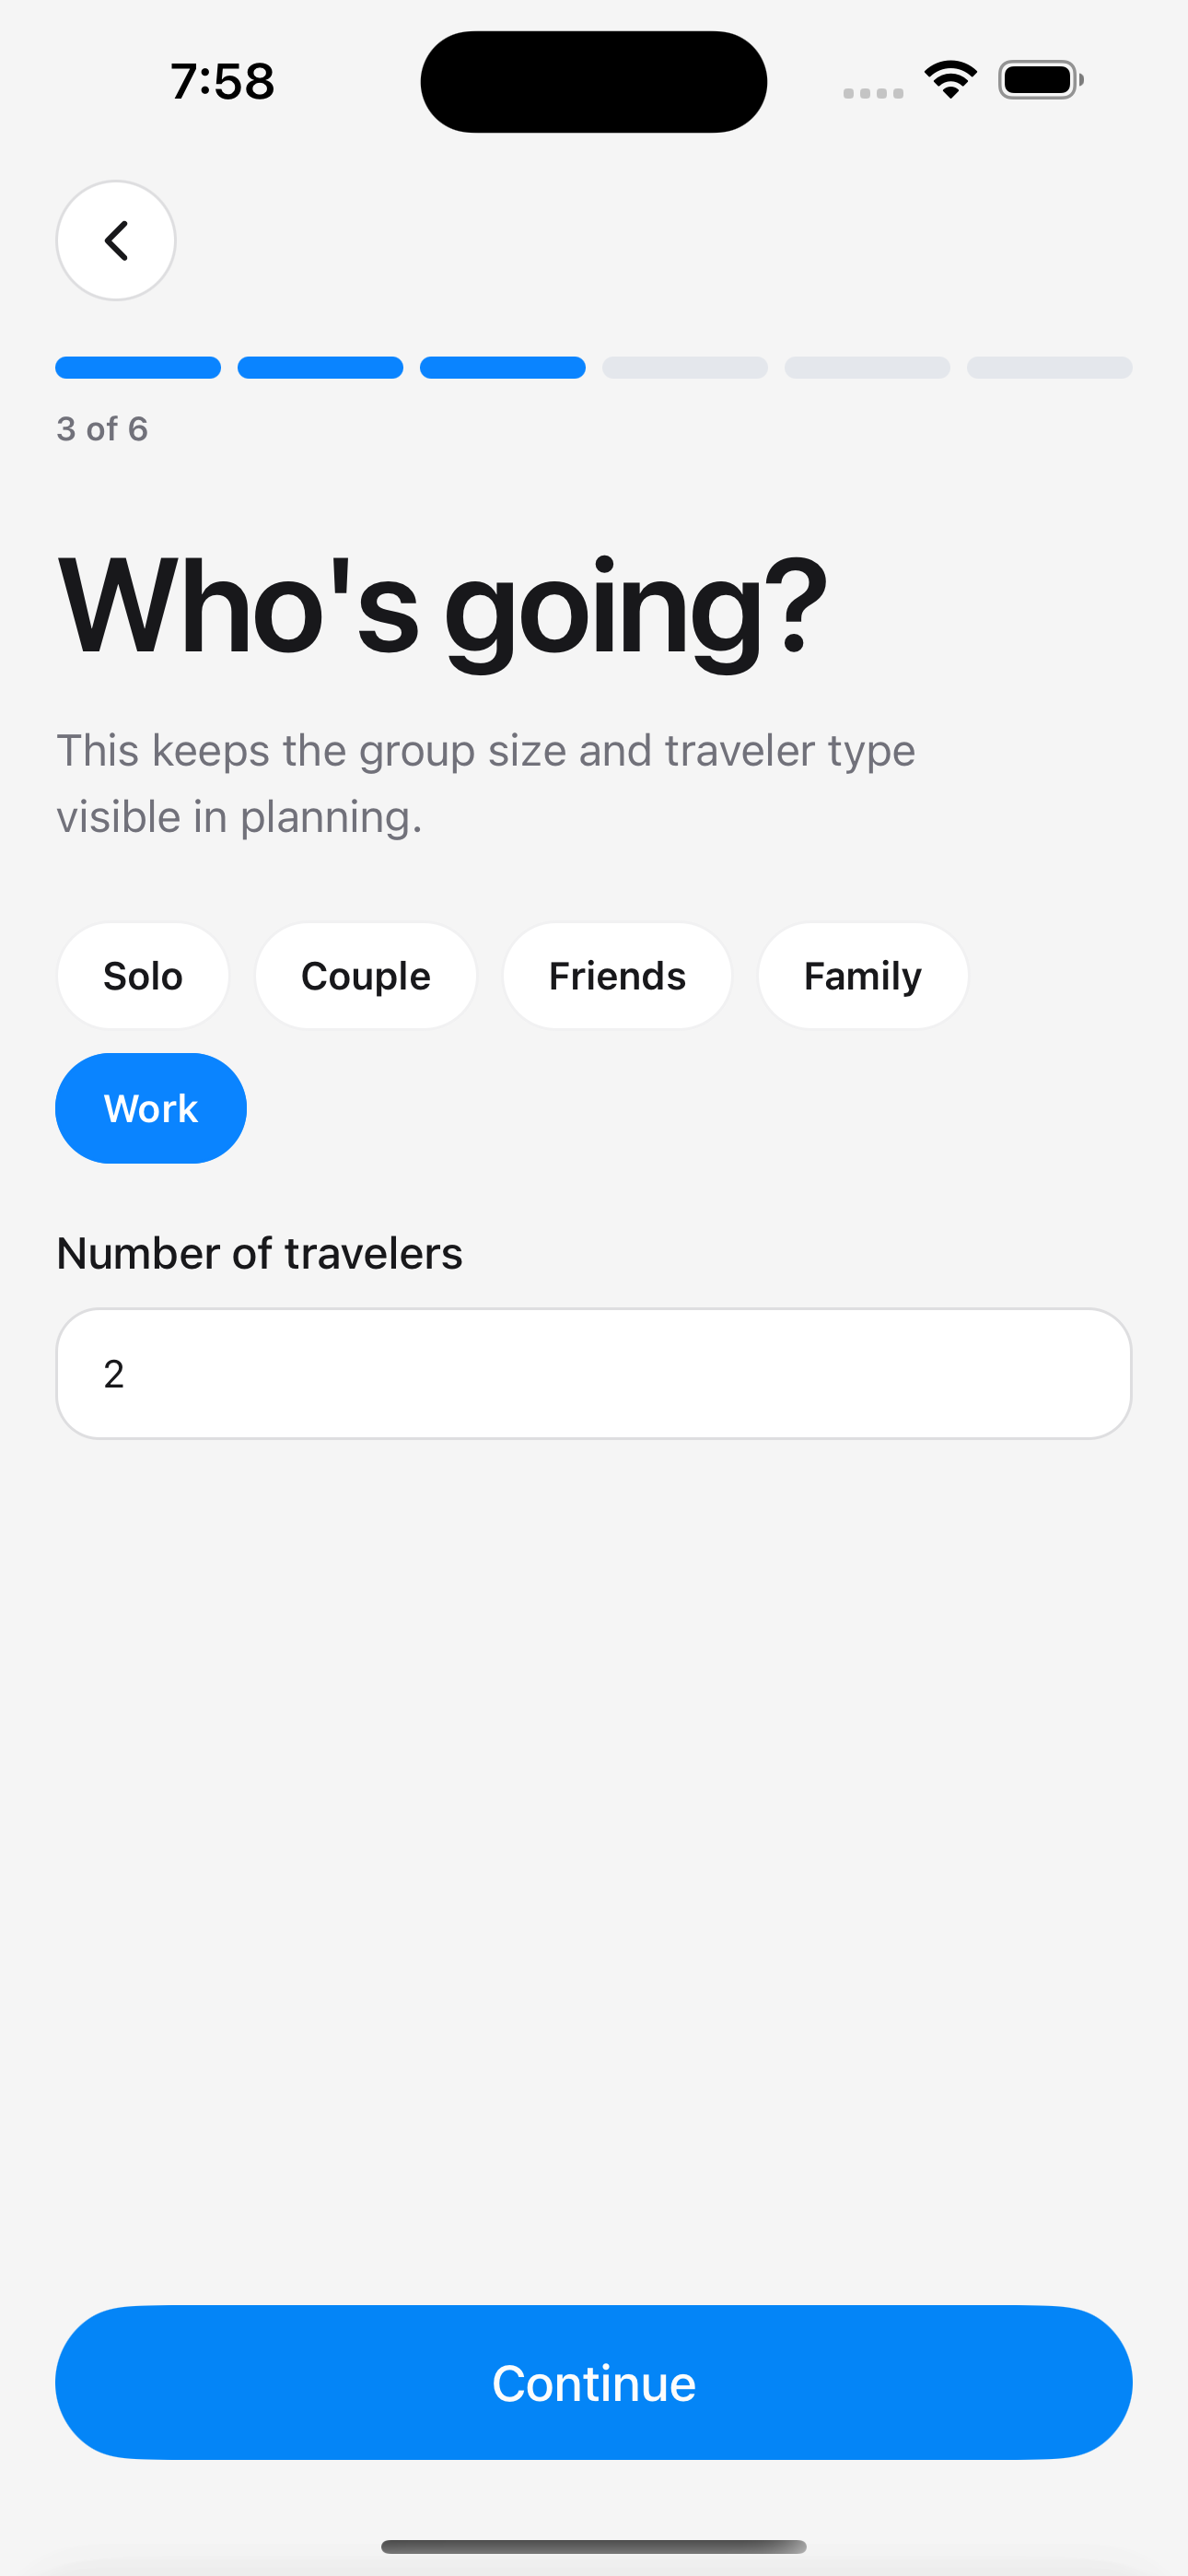 7:58
3 of 6
Who's going?
This keeps the group size and traveler type
visible in planning.
Solo Couple Friends Family
Work
Number of travelers
2
Continue